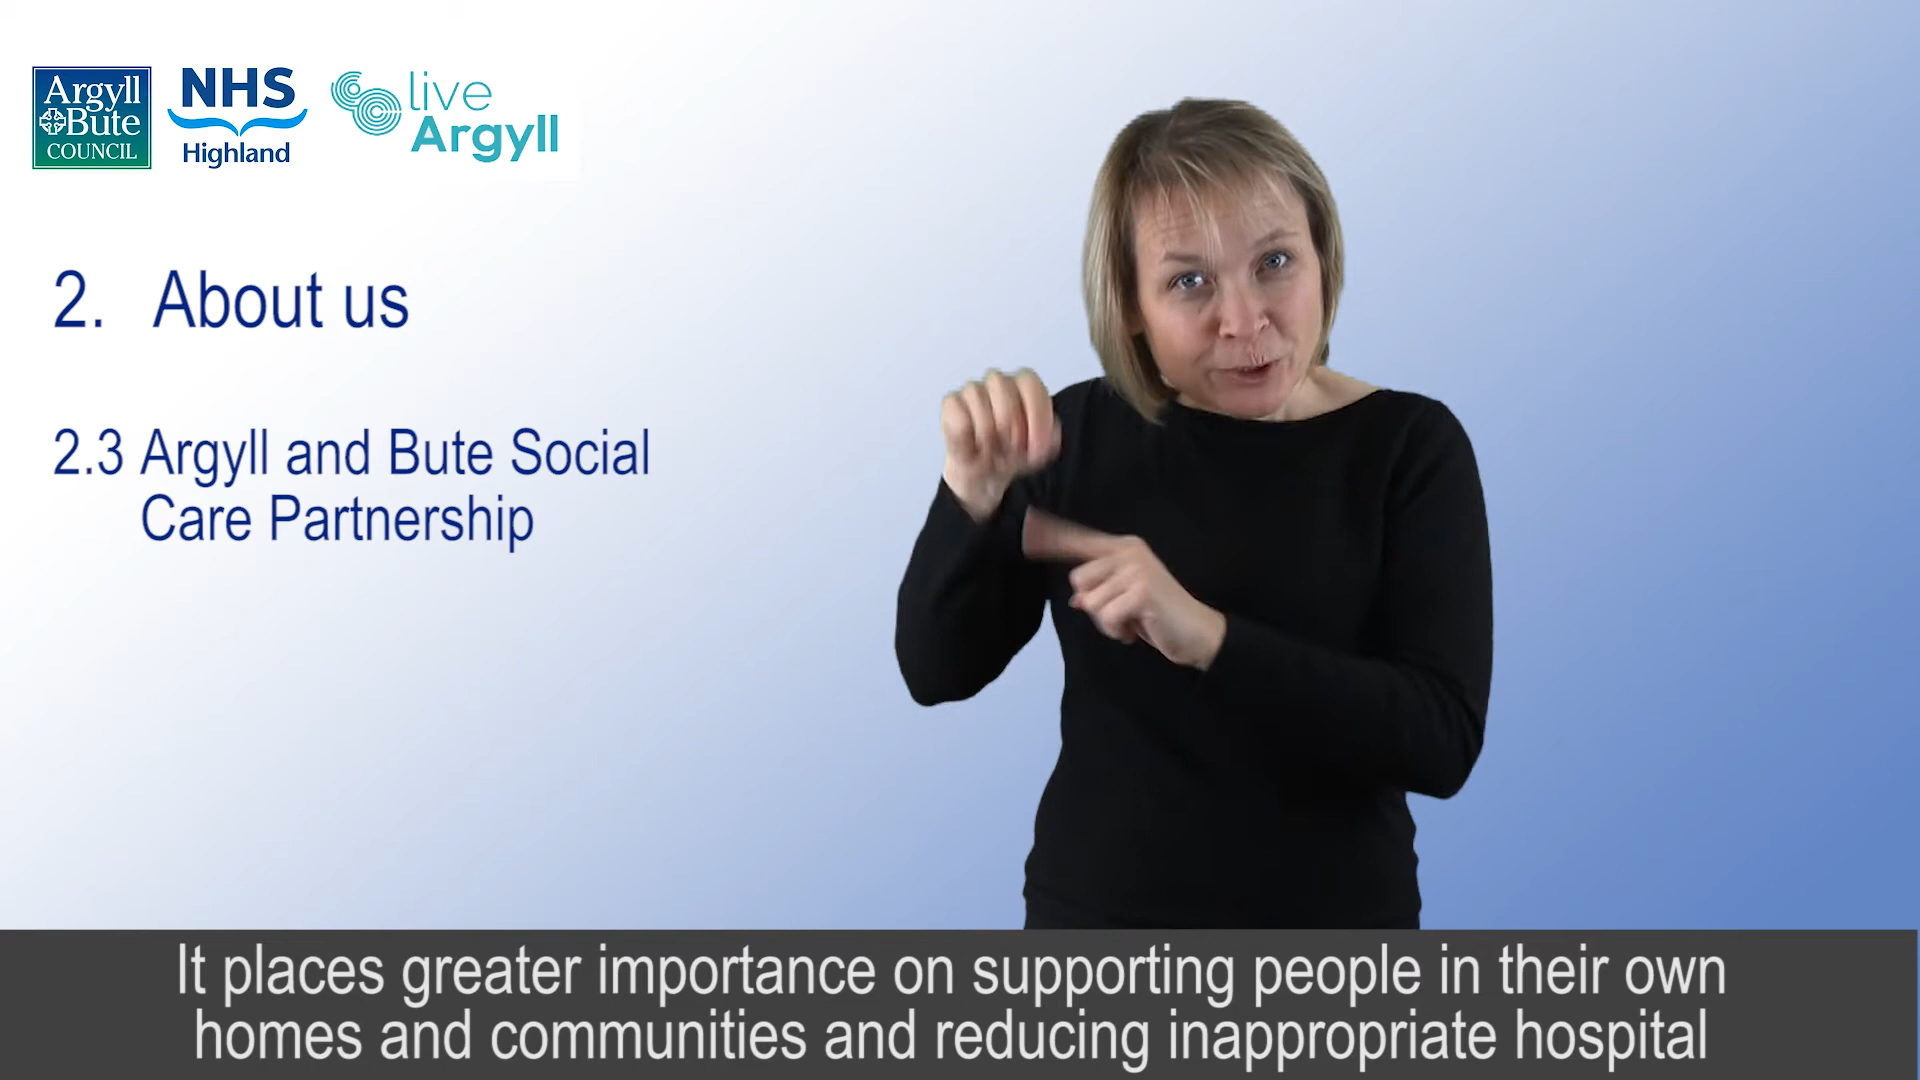 Argyll
& Bute
COUNCIL
NHS
Highland
live
Argyll
2. About us
2.3 Argyll and Bute Social
Care Partnership
It places greater importance on supporting people in their own
homes and communities and reducing inappropriate hospital